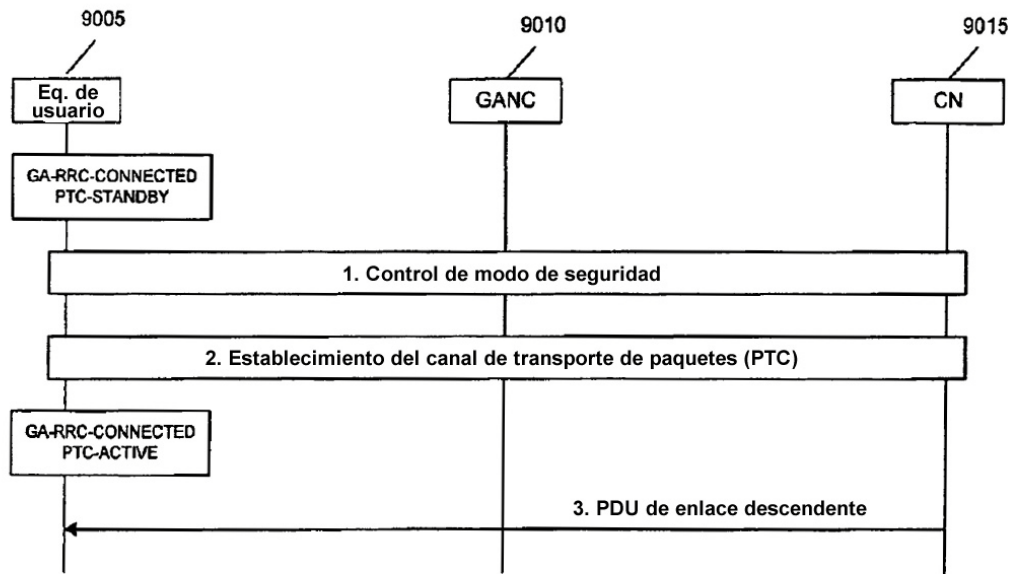 9005
9010
9015
Eq. de
usuario
GANC
CN
GA-RRC-CONNECTED
PTC-STANDBY
1. Control de modo de seguridad
2. Establecimiento del canal de transporte de paquetes (PTC)
GA-RRC-CONNECTED
PTC-ACTIVE
3. PDU de enlace descendente